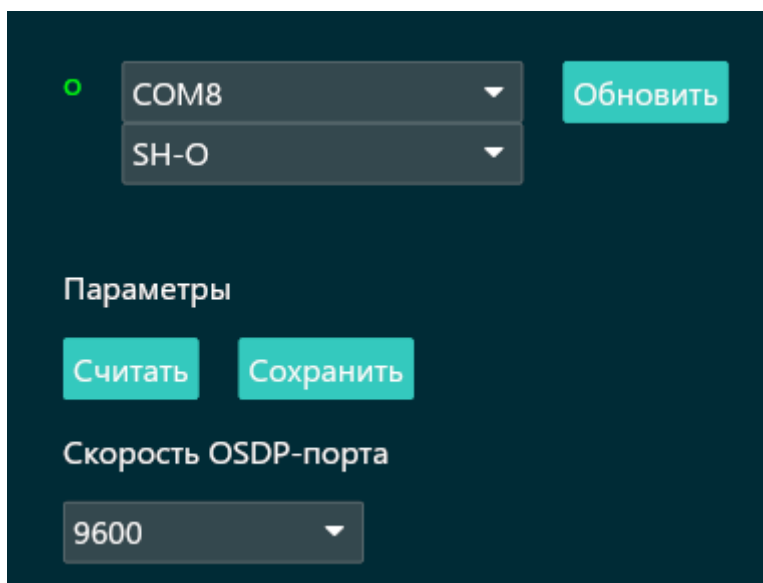 COM8 Обновить
SH-O
Параметры
Считать Сохранить
Скорость OSDP-порта
9600